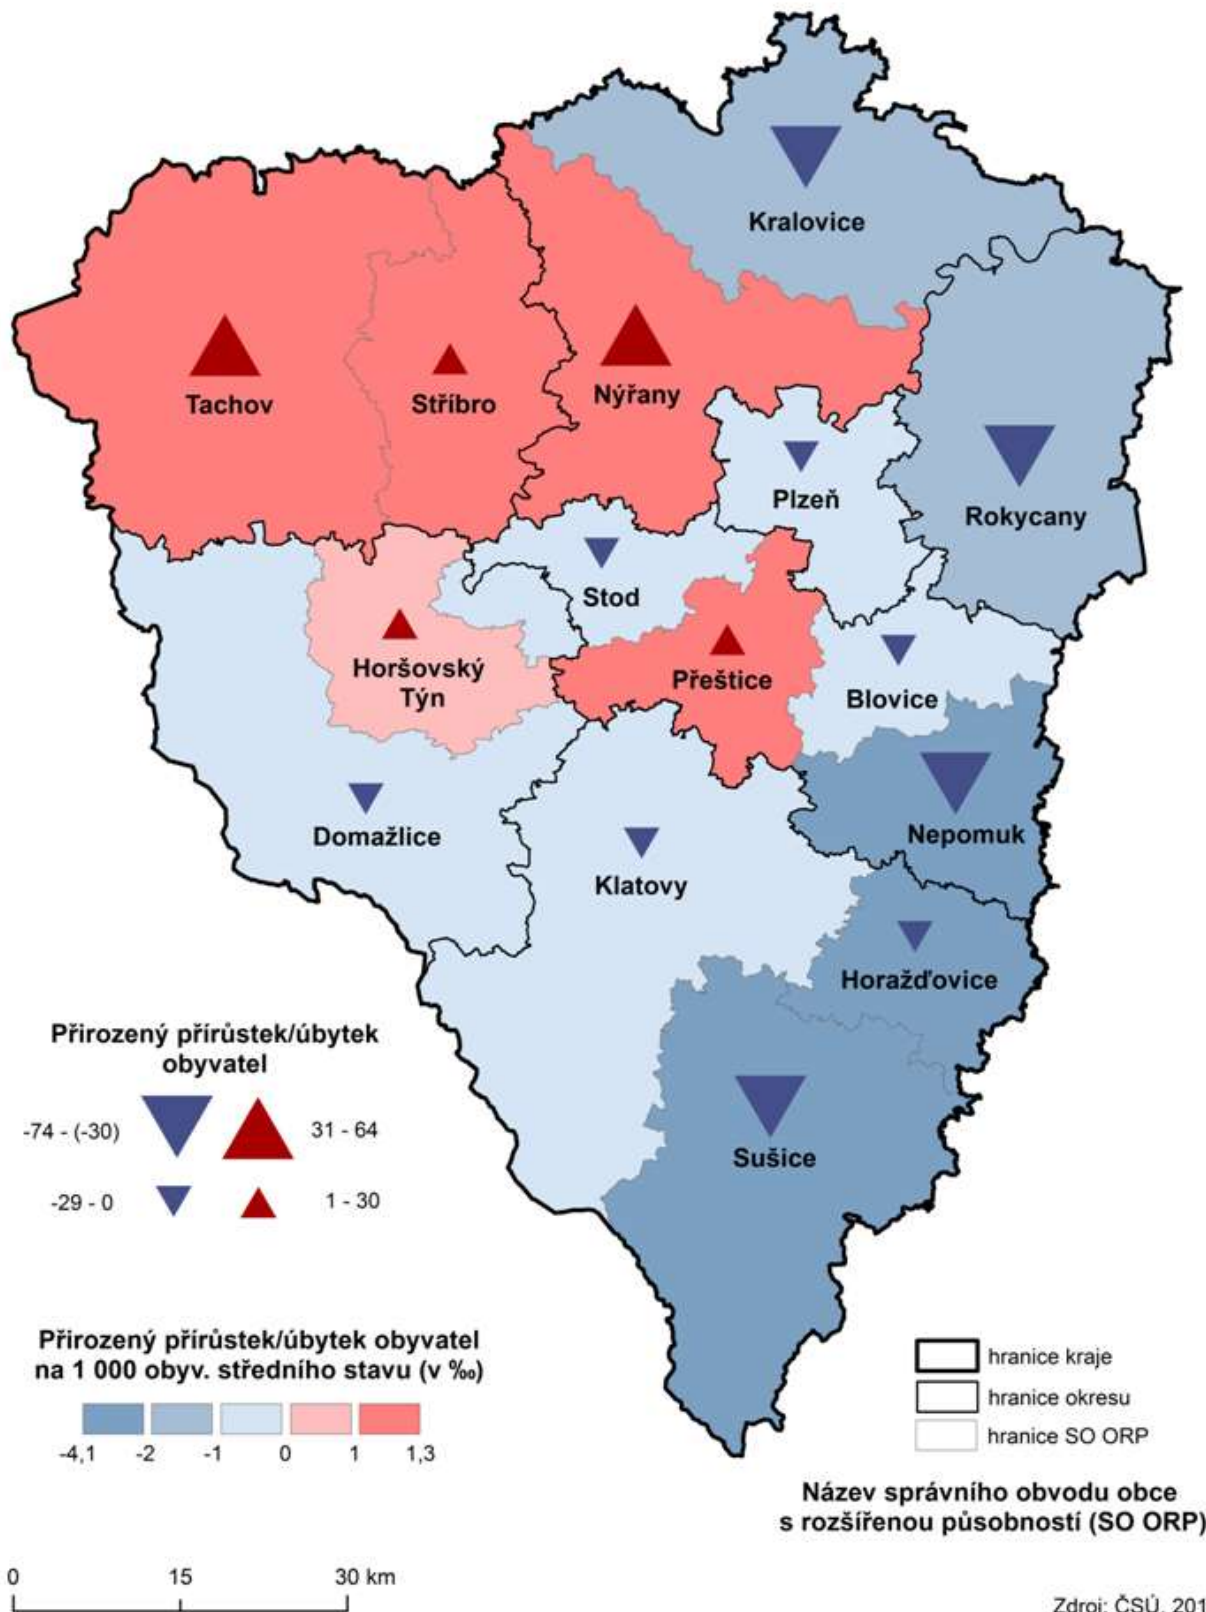 Kralovice
Tachov
Stříbro
Nýřany
Plzeň
Rokycany
Stod
Horšovský
Týn
Přeštice
Blovice
Domažlice
Klatovy
Nepomuk
Horažďovice
Sušice
Přirozený přírůstek/úbytek
obyvatel
-74 - (-30)
31 - 64
-29 - 0
1 - 30
Přirozený přírůstek/úbytek obyvatel
na 1 000 obyv. středního stavu (v ‰)
-4,1 -2 -1 0 1 1,3
hranice kraje
hranice okresu
hranice SO ORP
Název správního obvodu obce
s rozšířenou působností (SO ORP)
0 15 30 km
Zdroj: ČSÚ, 201